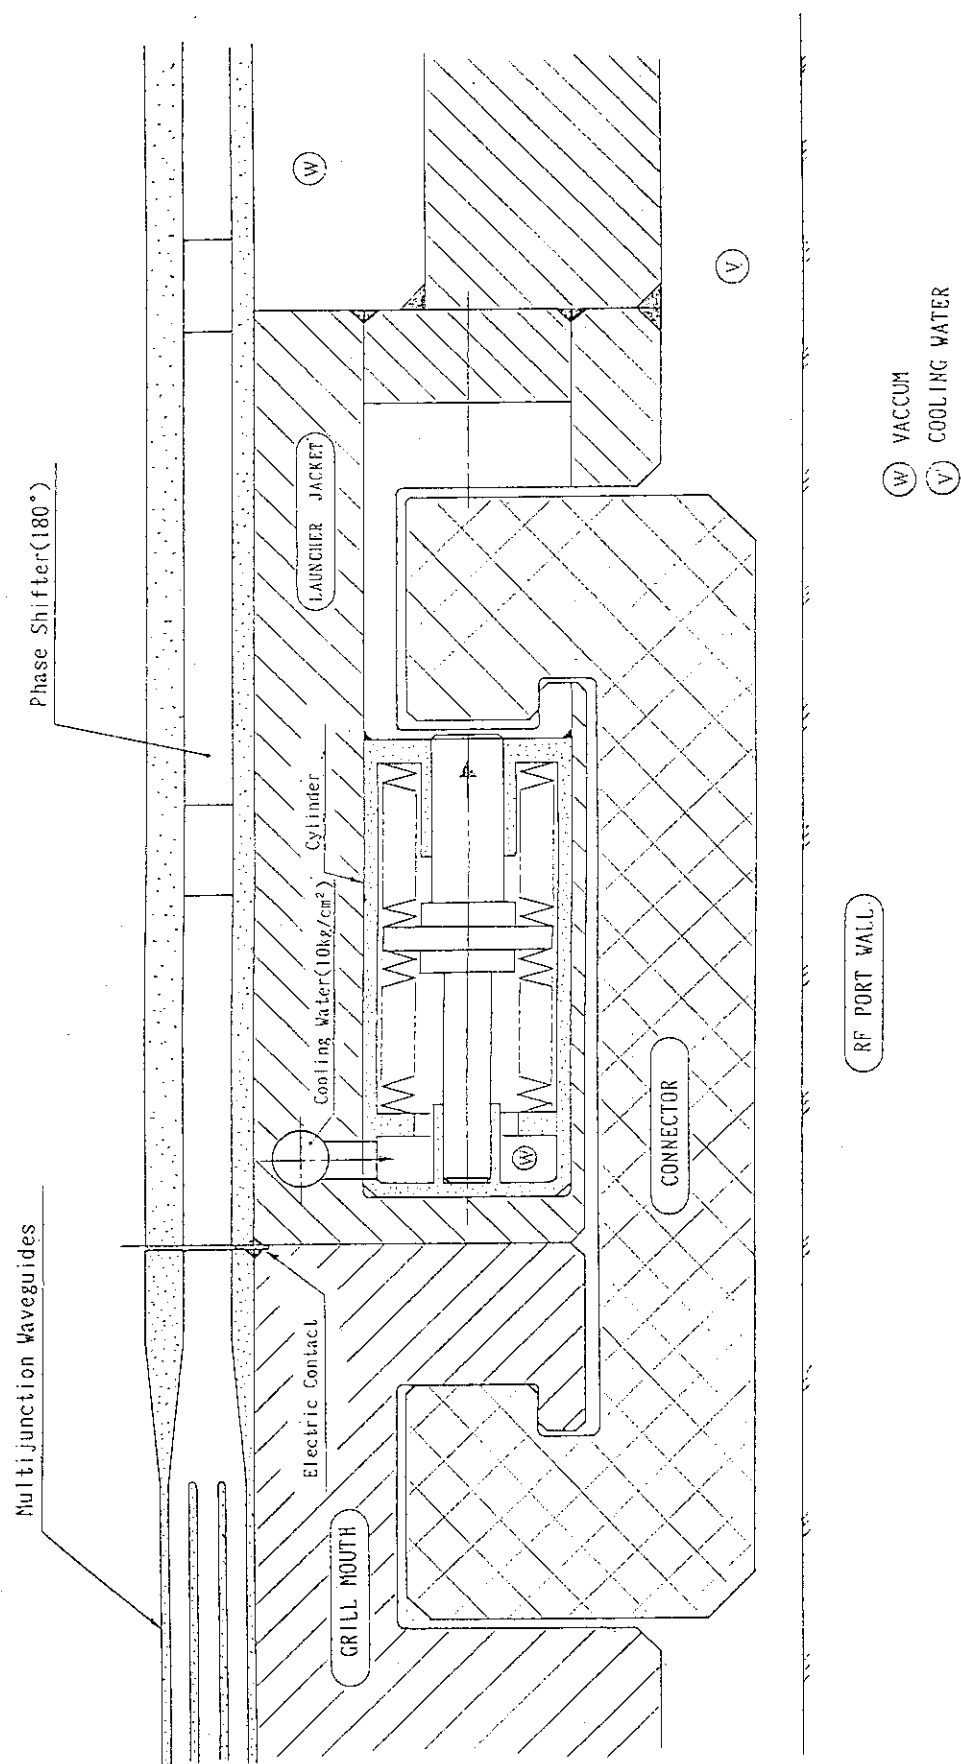 Multijunction Waveguides
Phase Shifter(180°)
W
GRILL MOUTH
Electric Contact
Cooling Water(10kg/cm²)
Cylinder
LAUNCHER JACKET
W
CONNECTOR
V
RF PORT WALL
W VACCUM
V COOLING WATER